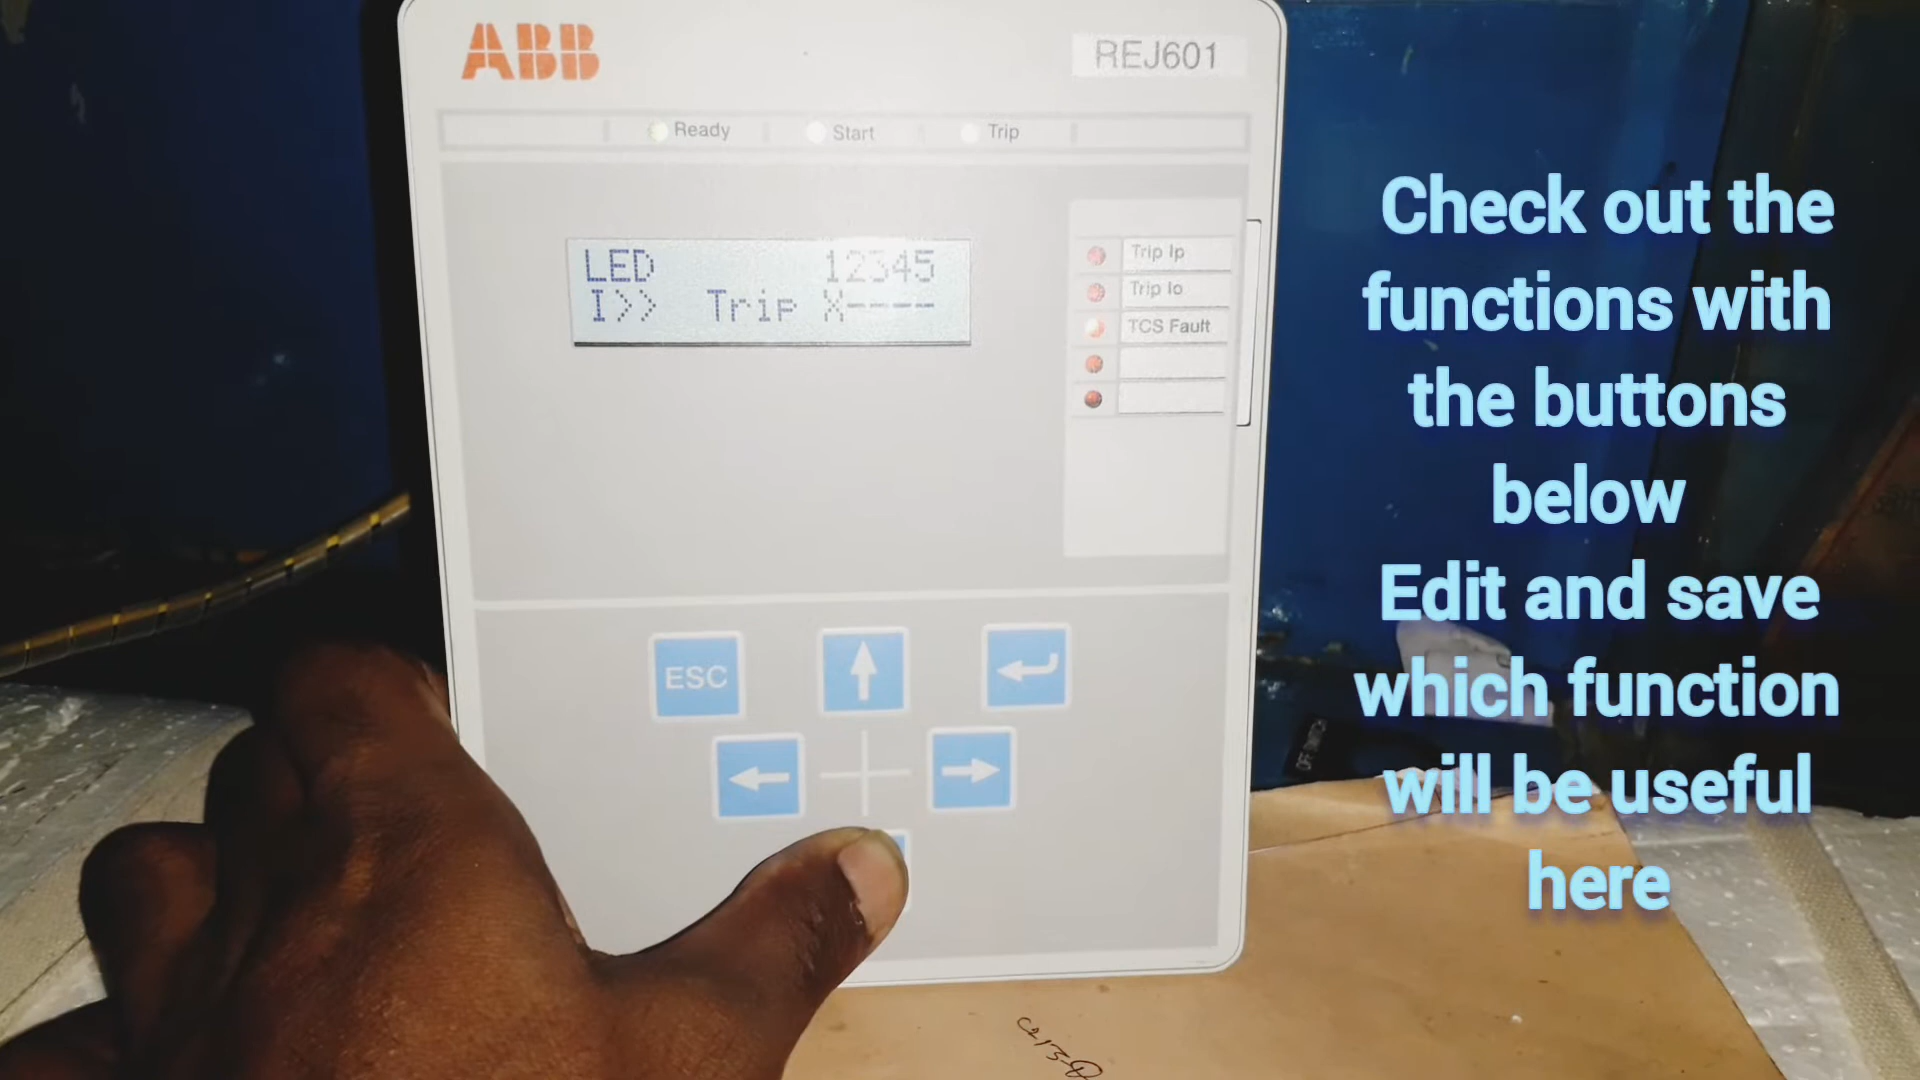 ABB
REJ601
Ready
Start
Trip
LED 12345
I>> Trip X----
Trip Ip
Trip Io
TCS Fault
ESC
Check out the
functions with
the buttons
below
Edit and save
which function
will be useful
here